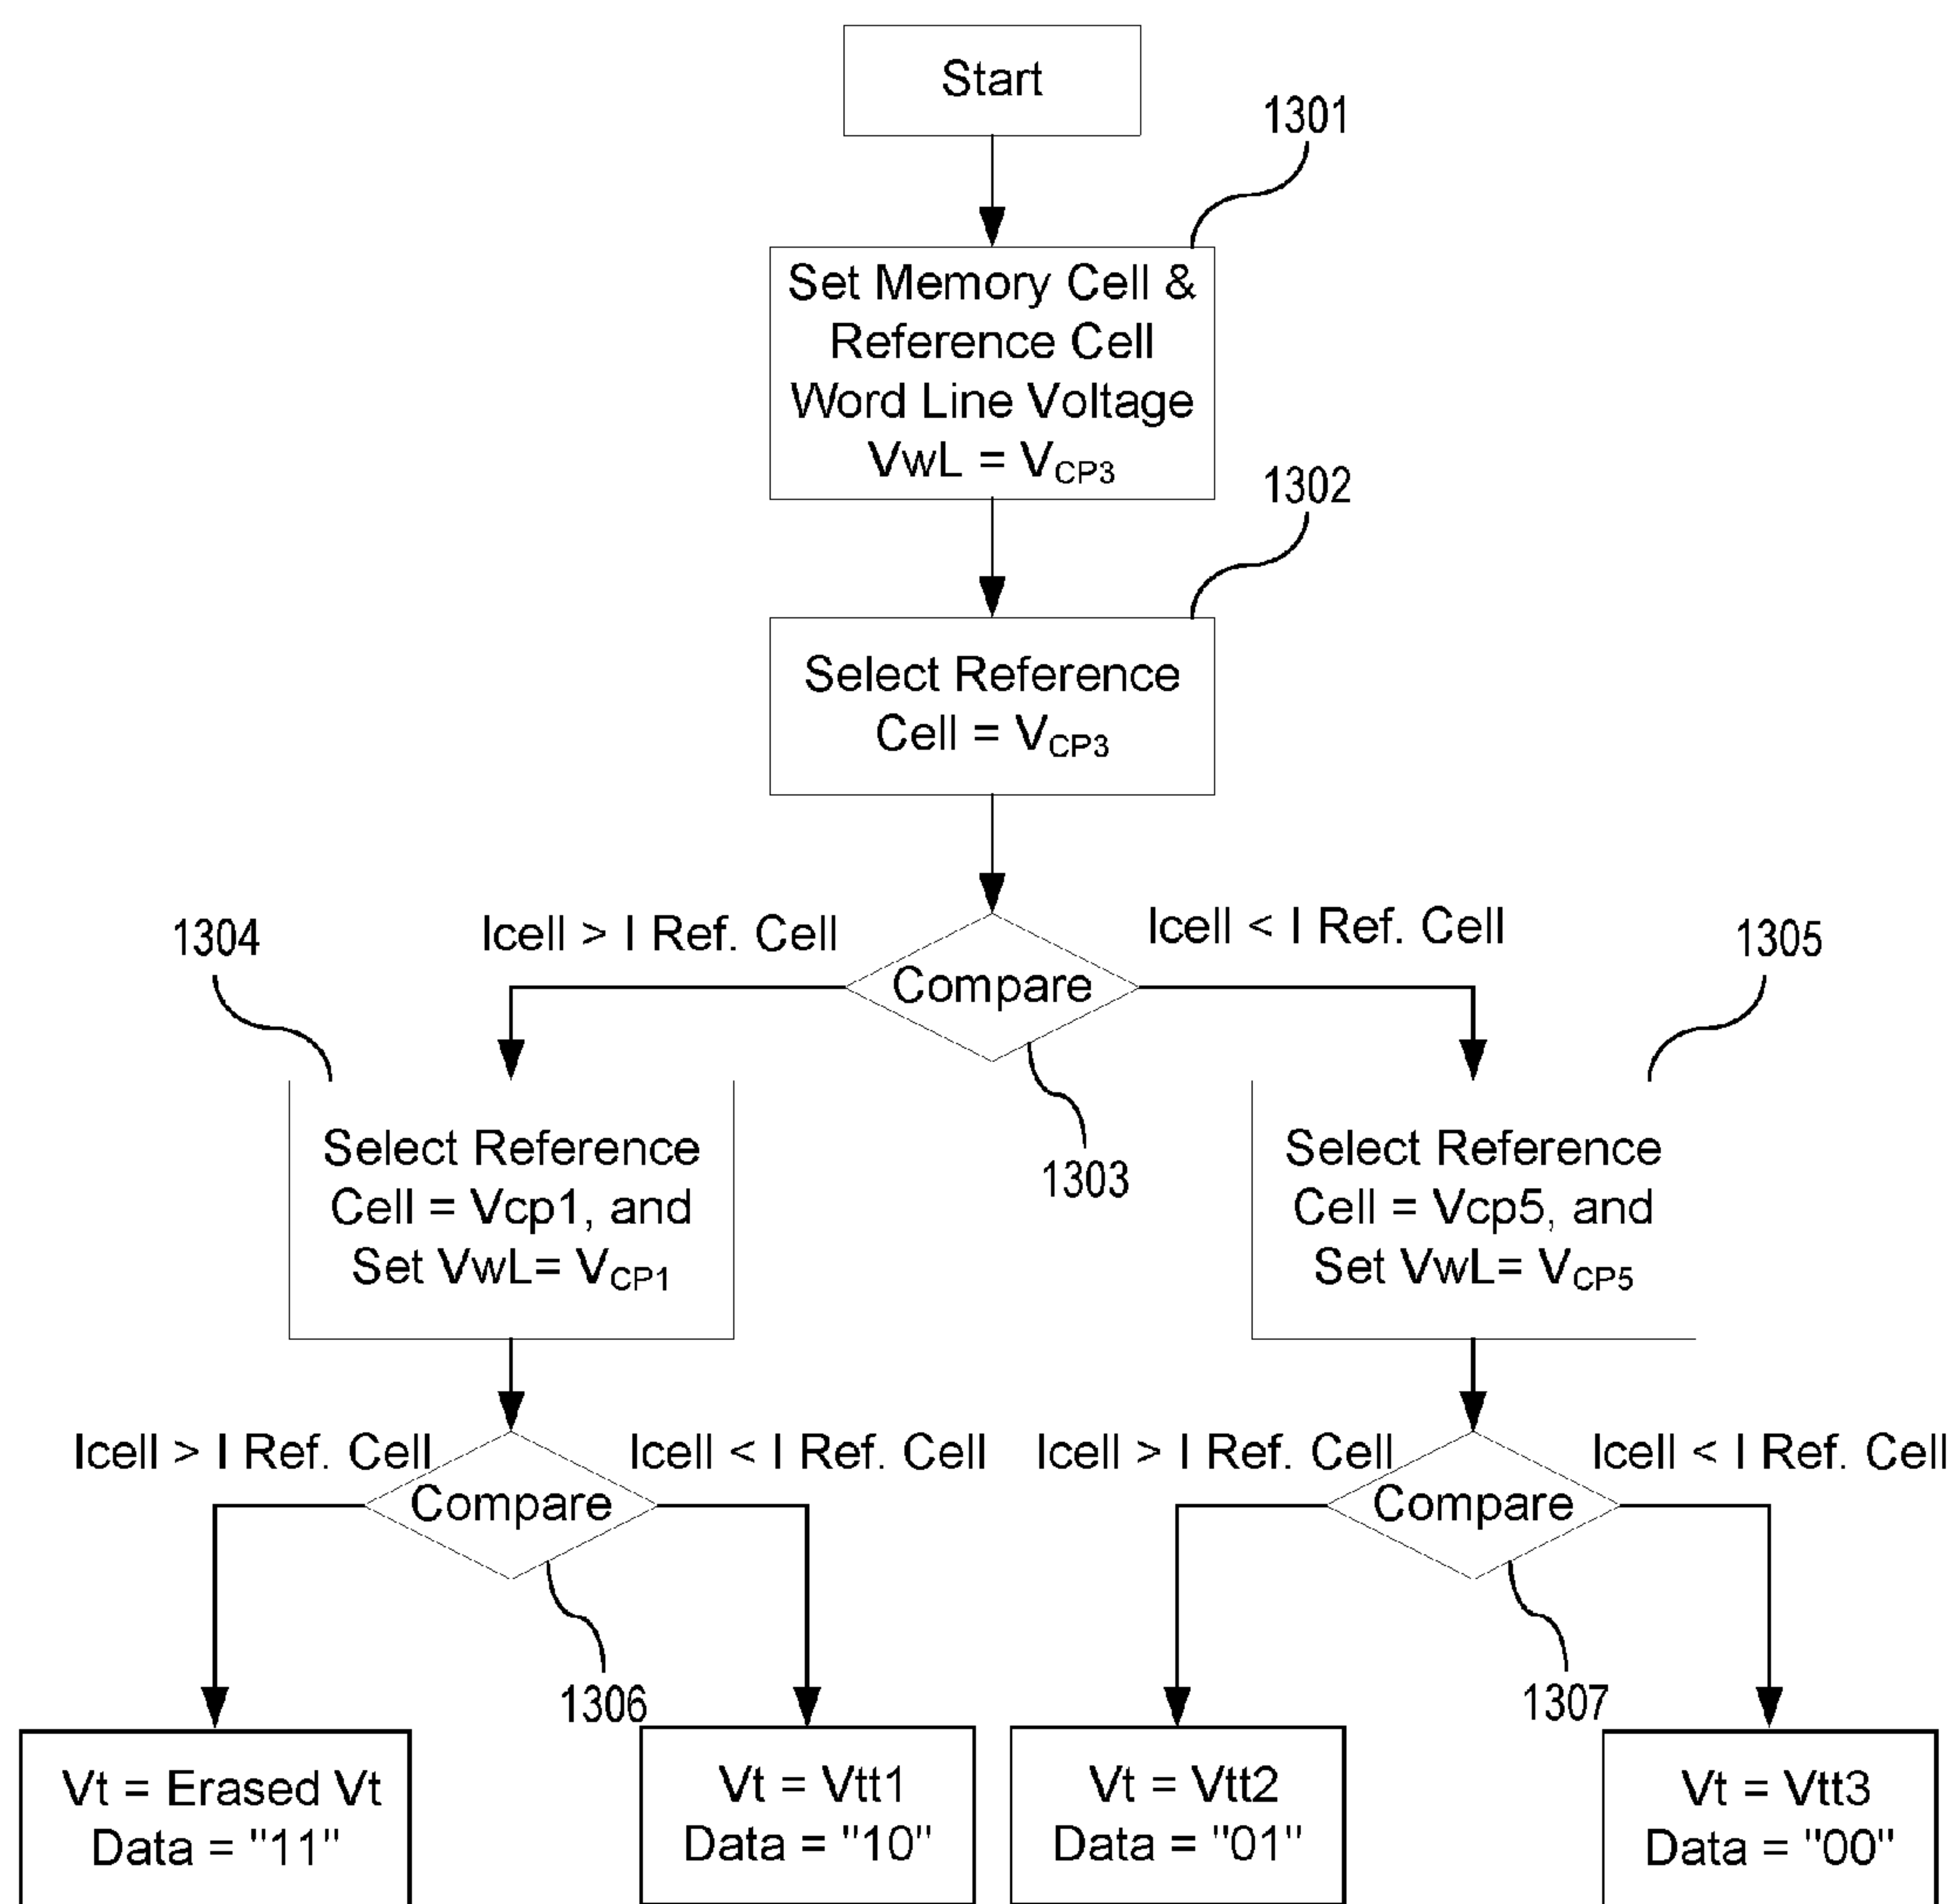 Start
1301
Set Memory Cell &
Reference Cell
Word Line Voltage
VWL = VCP3
1302
Select Reference
Cell = VCP3
Icell > I Ref. Cell
Icell < I Ref. Cell
1304
1305
Compare
1303
Select Reference
Cell = Vcp1, and
Set VWL= VCP1
Select Reference
Cell = Vcp5, and
Set VWL= VCP5
Icell > I Ref. Cell
Icell < I Ref. Cell
Icell > I Ref. Cell
Icell < I Ref. Cell
Compare
Compare
1306
1307
Vt = Erased Vt
Data = "11"
Vt = Vtt1
Data = "10"
Vt = Vtt2
Data = "01"
Vt = Vtt3
Data = "00"